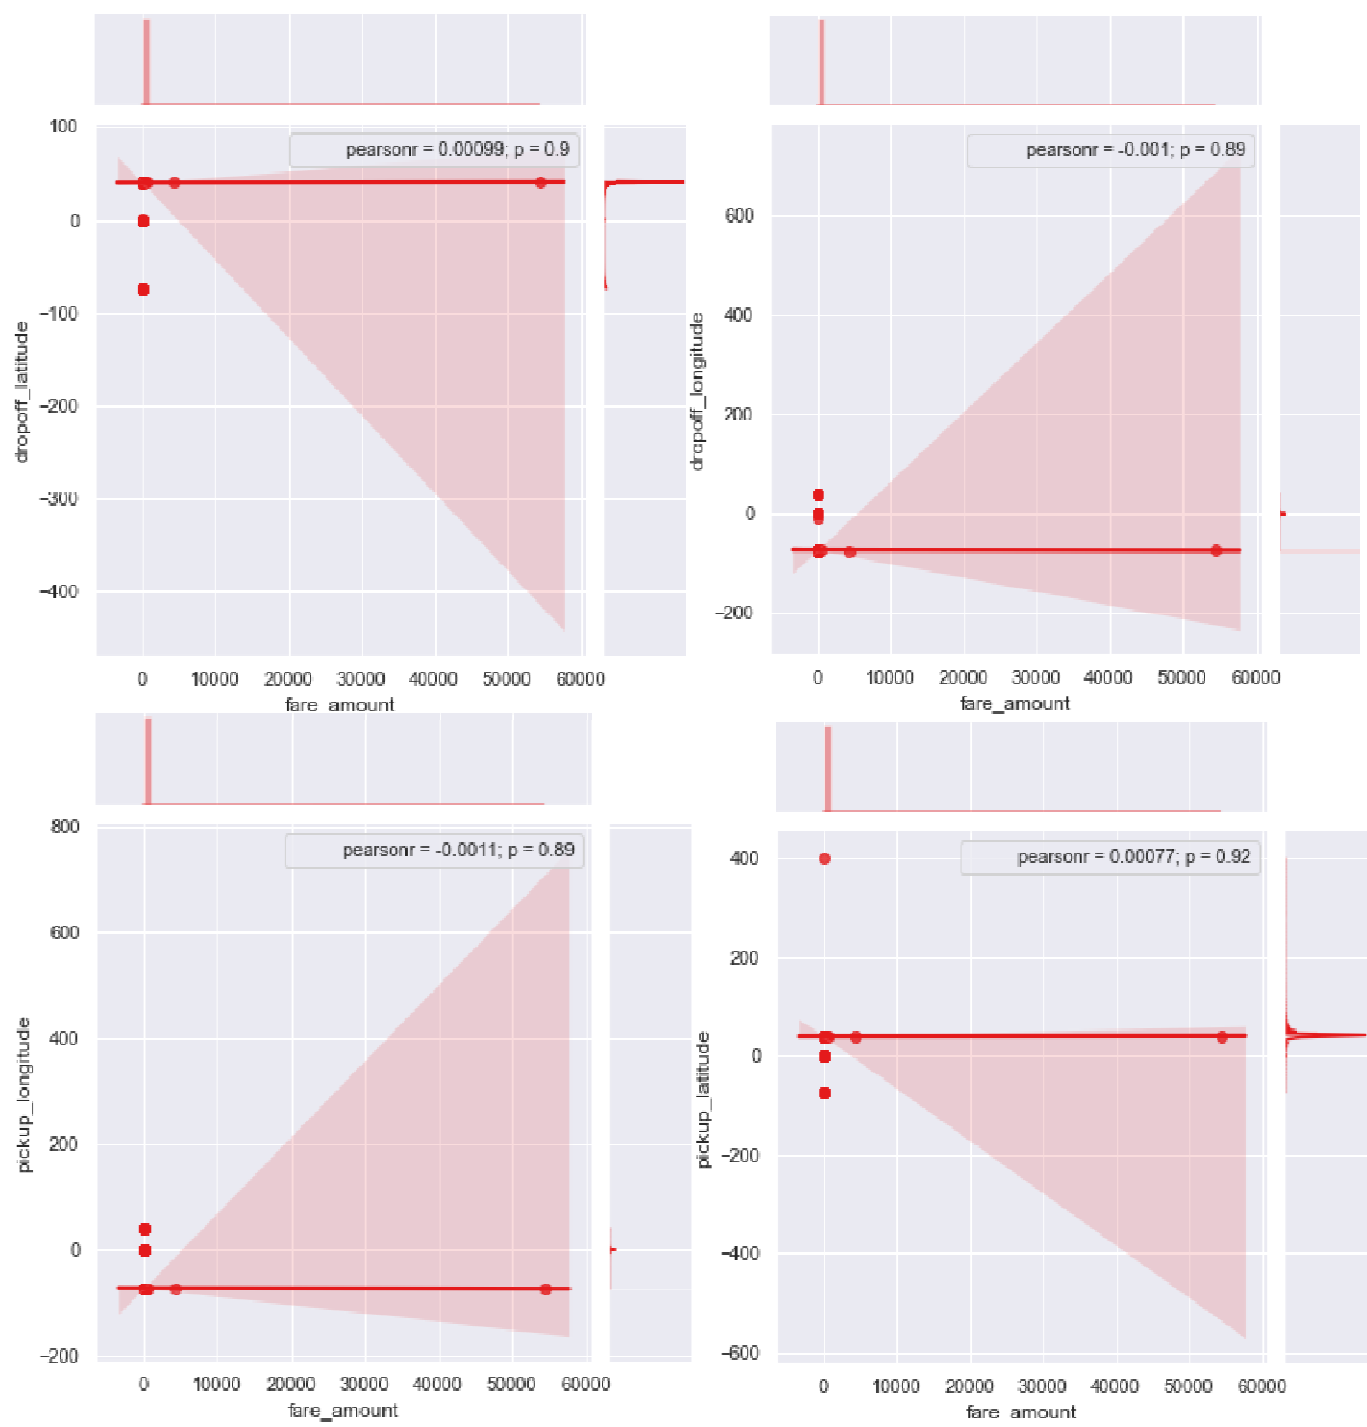 100
pearsonr = 0.00099; p = 0.9
0
−100
−200
−300
−400
dropoff_latitude
0 10000 20000 30000 40000 50000 60000
fare_amount
pearsonr = -0.001; p = 0.89
600
400
200
0
−200
dropoff_longitude
0 10000 20000 30000 40000 50000 60000
fare_amount
800
pearsonr = -0.0011; p = 0.89
600
400
200
0
−200
pickup_longitude
0 10000 20000 30000 40000 50000 60000
fare_amount
400
pearsonr = 0.00077; p = 0.92
200
0
−200
−400
−600
pickup_latitude
0 10000 20000 30000 40000 50000 60000
fare_amount